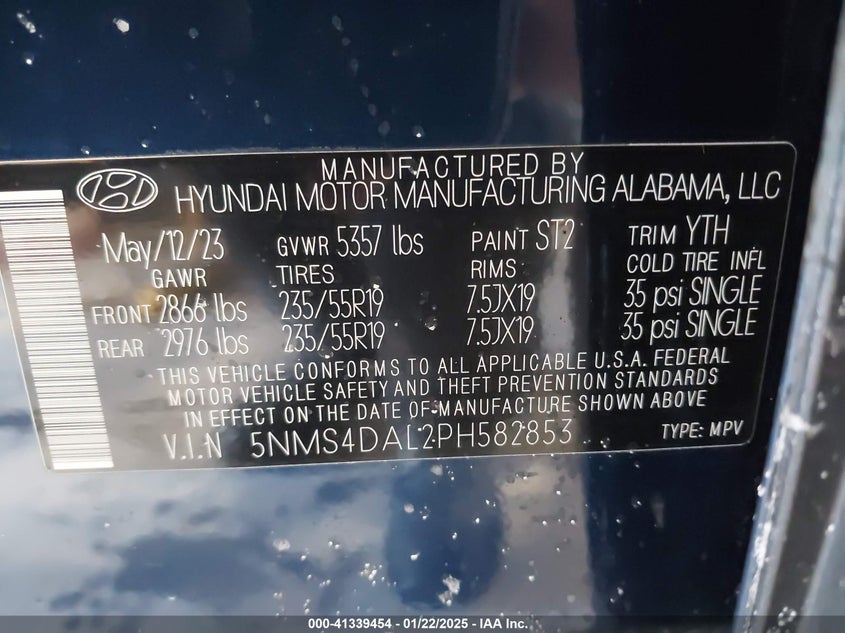 MANUFACTURED BY
HYUNDAI MOTOR MANUFACTURING ALABAMA, LLC
May/12/23 GVWR 5357 lbs PAINT ST2 TRIM YTH
GAWR TIRES RIMS COLD TIRE INFL
FRONT 2866 lbs 235/55R19 7.5JX19 35 psi SINGLE
REAR 2976 lbs 235/55R19 7.5JX19 35 psi SINGLE
THIS VEHICLE CONFORMS TO ALL APPLICABLE U.S.A. FEDERAL
MOTOR VEHICLE SAFETY AND THEFT PREVENTION STANDARDS
IN EFFECT ON THE DATE OF MANUFACTURE SHOWN ABOVE
V.I.N 5NMS4DAL2PH582853 TYPE: MPV
000-41339454 - 01/22/2025 - IAA Inc.